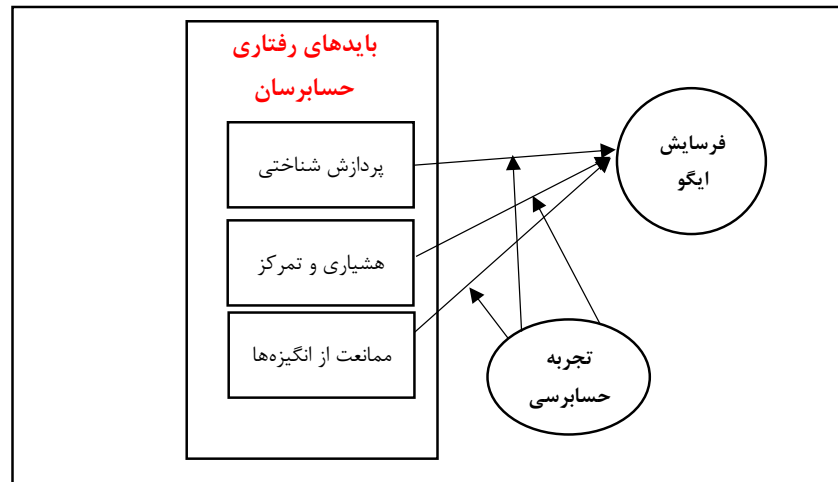 بایدهای رفتاری
حسابرسان
پردازش شناختی
هشیاری و تمرکز
ممانعت از انگیزه‌ها
فرسایش
ایگو
تجربه
حسابرسی